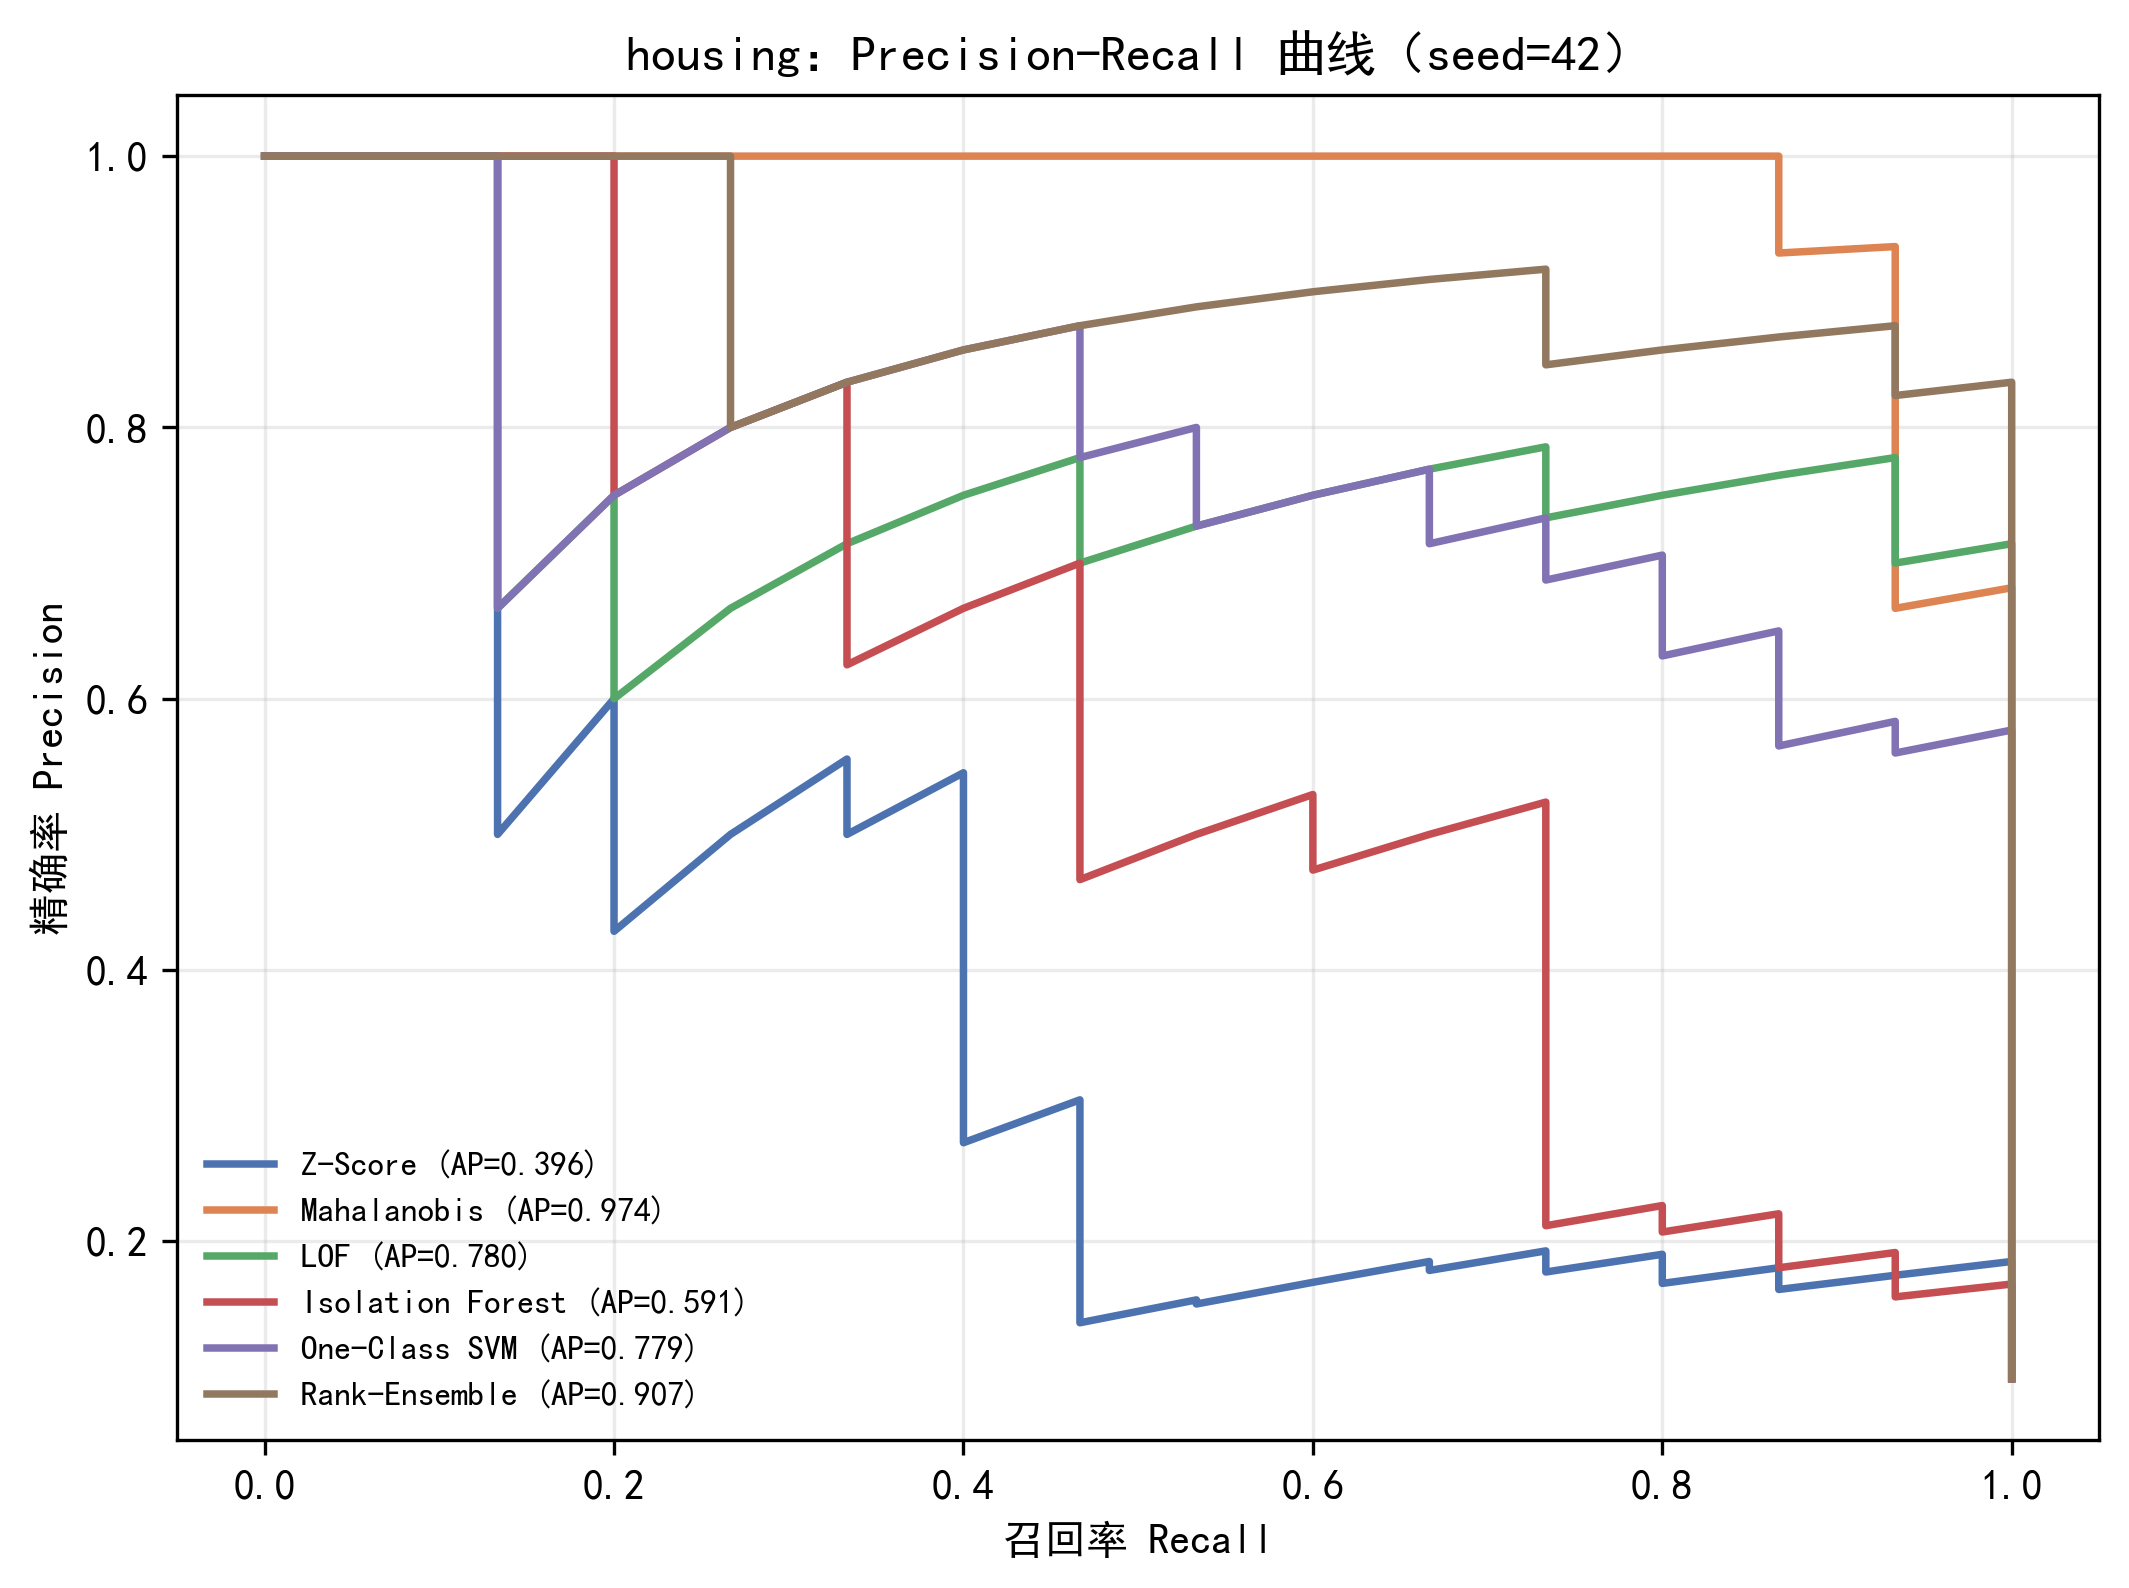 housing：Precision-Recall 曲线（seed=42）
1.0
0.8
0.6
0.4
0.2
精确率 Precision
Z-Score (AP=0.396)
Mahalanobis (AP=0.974)
LOF (AP=0.780)
Isolation Forest (AP=0.591)
One-Class SVM (AP=0.779)
Rank-Ensemble (AP=0.907)
0.0 0.2 0.4 0.6 0.8 1.0
召回率 Recall